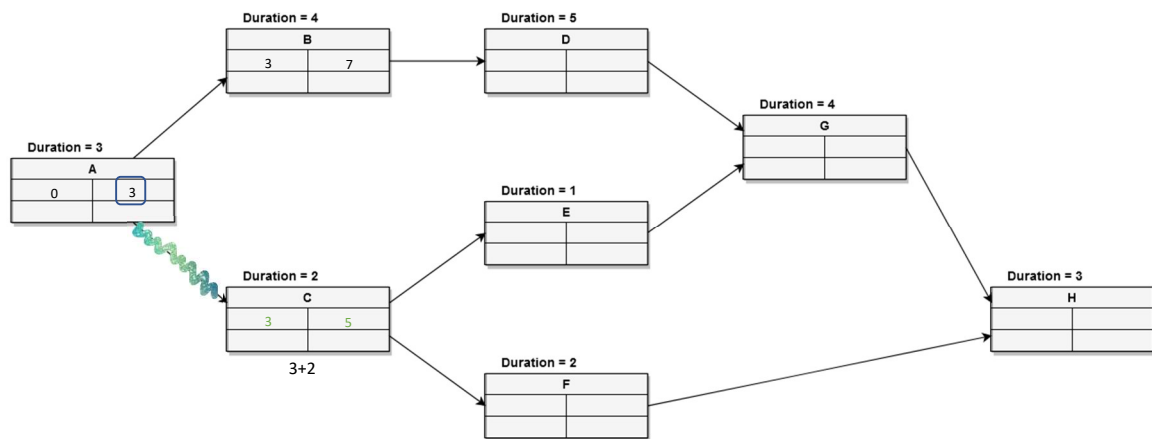 Duration = 4
B
3 7
Duration = 5
D
Duration = 4
G
Duration = 3
A
0 3
Duration = 1
E
Duration = 2
C
3 5
3+2
Duration = 3
H
Duration = 2
F